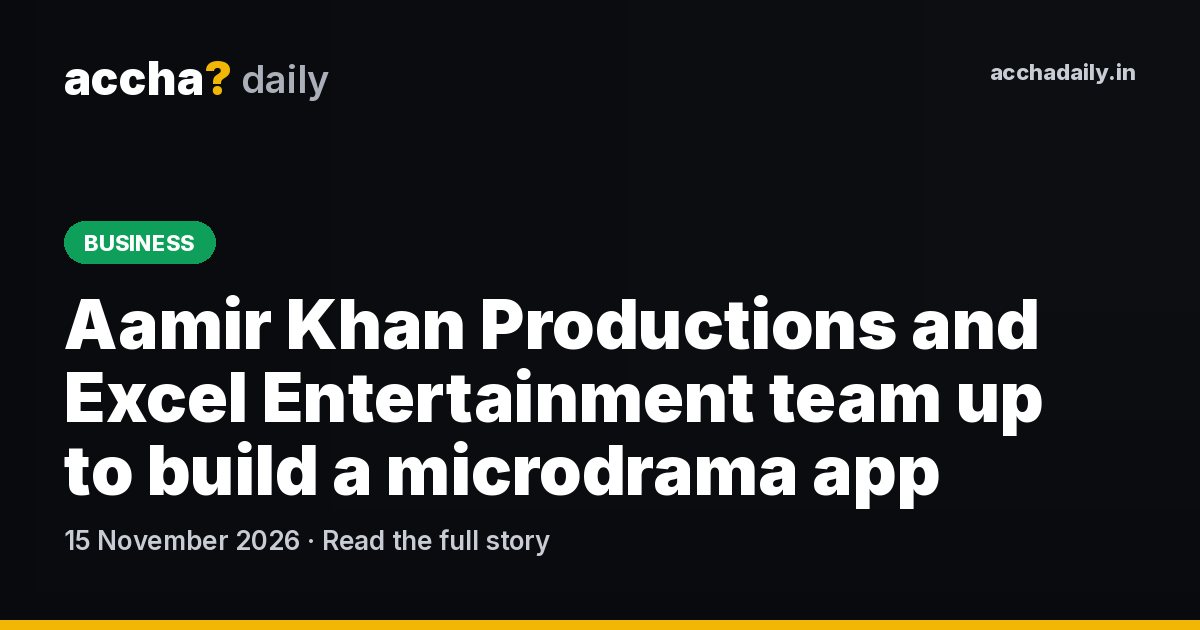 accha? daily
acchadaily.in
BUSINESS
Aamir Khan Productions and
Excel Entertainment team up
to build a microdrama app
15 November 2026 · Read the full story